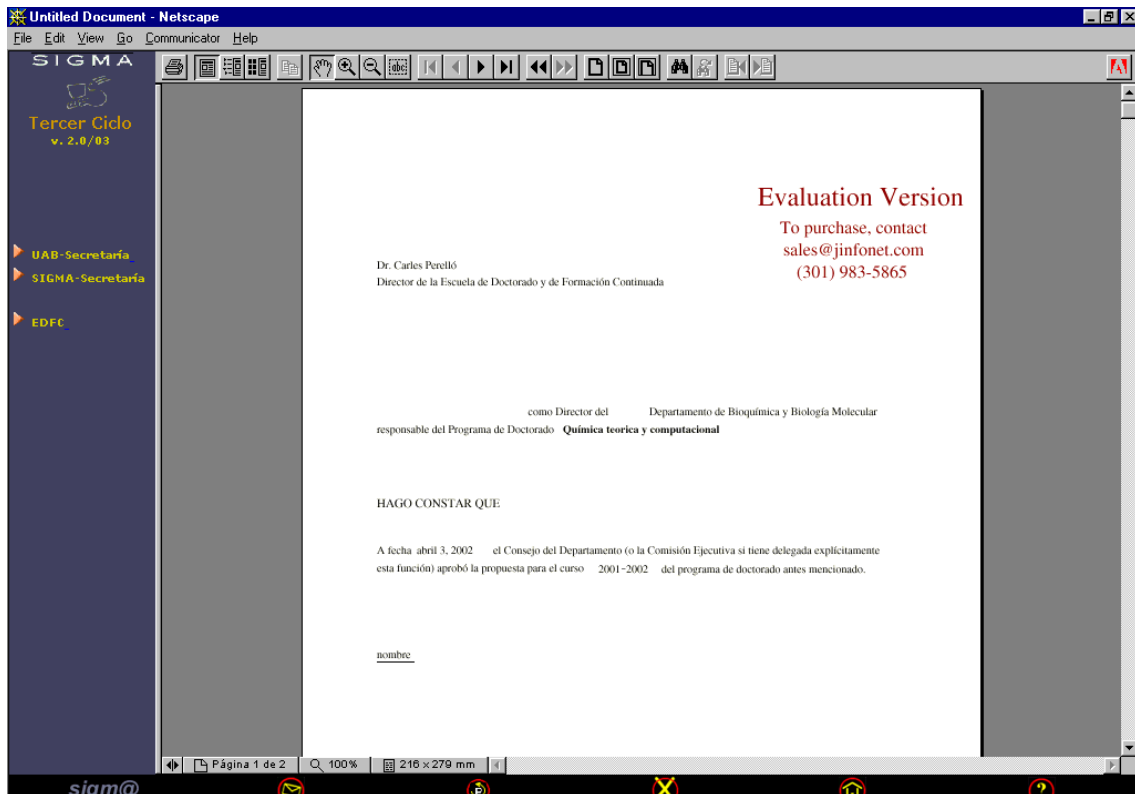 Untitled Document - Netscape
File Edit View Go Communicator Help
SIGMA
Tercer Ciclo
v. 2.0/03
UAB-Secretaría
SIGMA-Secretaría
EDFC
abc
Evaluation Version
To purchase, contact
sales@jinfonet.com
(301) 983-5865
Dr. Carles Perelló
Director de la Escuela de Doctorado y de Formación Continuada
como Director del Departamento de Bioquímica y Biología Molecular
responsable del Programa de Doctorado Química teorica y computacional
HAGO CONSTAR QUE
A fecha abril 3, 2002 el Consejo del Departamento (o la Comisión Ejecutiva si tiene delegada explícitamente
esta función) aprobó la propuesta para el curso 2001-2002 del programa de doctorado antes mencionado.
nombre
Página 1 de 2 100% 216 x 279 mm
sigm@